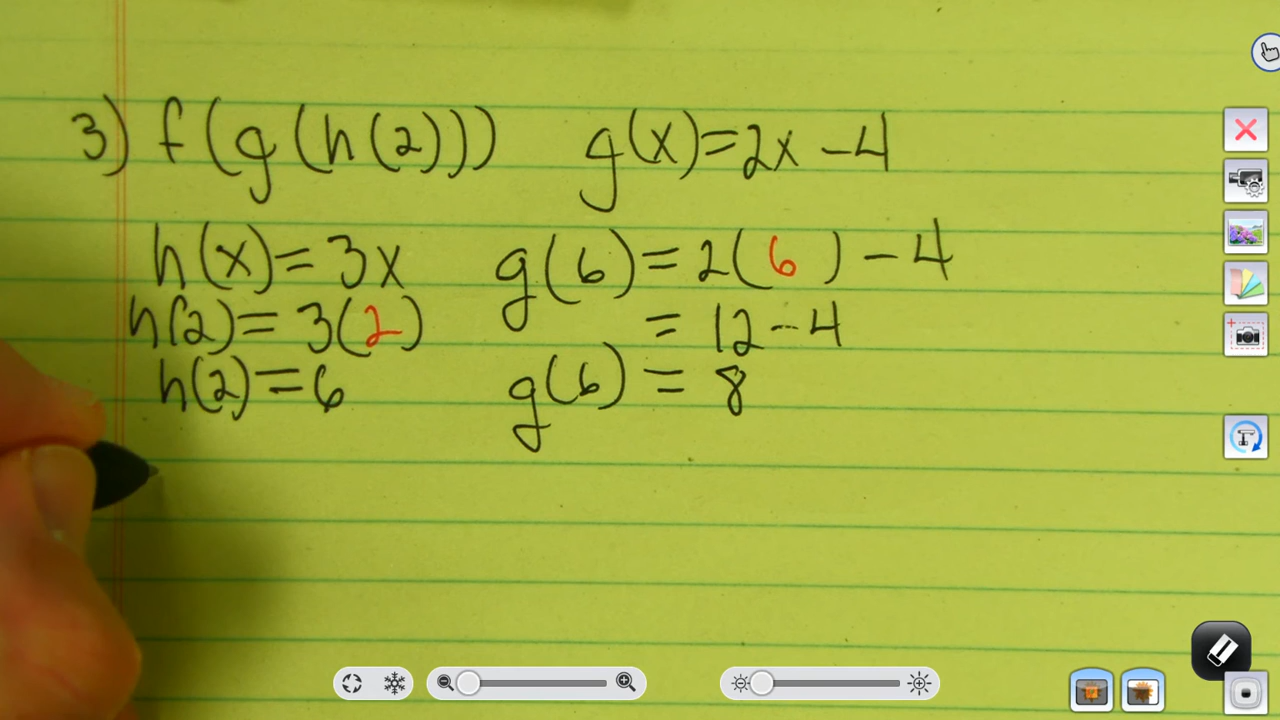 3) f(g(h(2))) g(x)=2x-4
h(x)=3x g(6)=2(6)-4
h(2)=3(2) =12-4
h(2)=6 g(6)=8